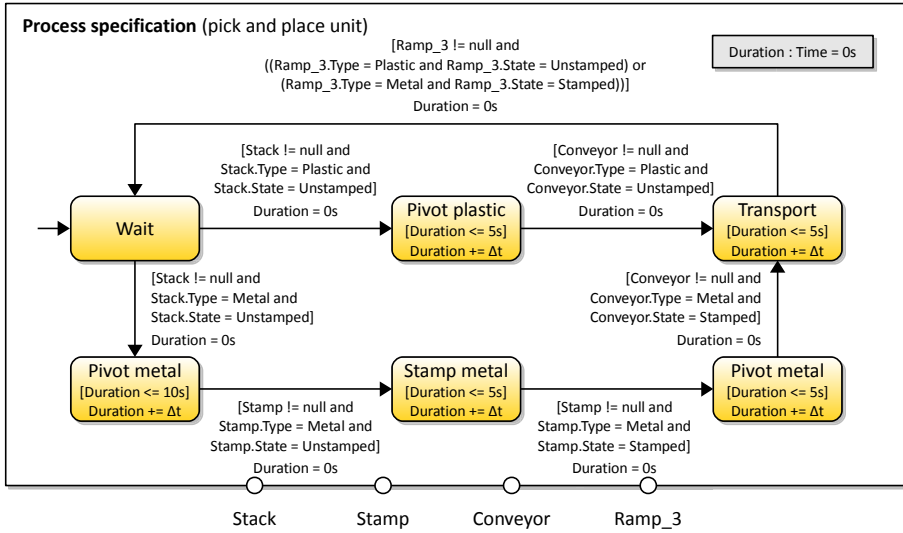 Process specification (pick and place unit)
Duration : Time = 0s
[Ramp_3 != null and
((Ramp_3.Type = Plastic and Ramp_3.State = Unstamped) or
(Ramp_3.Type = Metal and Ramp_3.State = Stamped))]
Duration = 0s
[Stack != null and
Stack.Type = Plastic and
Stack.State = Unstamped]
Duration = 0s
[Conveyor != null and
Conveyor.Type = Plastic and
Conveyor.State = Unstamped]
Duration = 0s
Wait
Pivot plastic
[Duration <= 5s]
Duration += Δt
Transport
[Duration <= 5s]
Duration += Δt
[Stack != null and
Stack.Type = Metal and
Stack.State = Unstamped]
Duration = 0s
[Conveyor != null and
Conveyor.Type = Metal and
Conveyor.State = Stamped]
Duration = 0s
Pivot metal
[Duration <= 10s]
Duration += Δt
Stamp metal
[Duration <= 5s]
Duration += Δt
Pivot metal
[Duration <= 5s]
Duration += Δt
[Stamp != null and
Stamp.Type = Metal and
Stamp.State = Unstamped]
Duration = 0s
[Stamp != null and
Stamp.Type = Metal and
Stamp.State = Stamped]
Duration = 0s
Stack
Stamp
Conveyor
Ramp_3